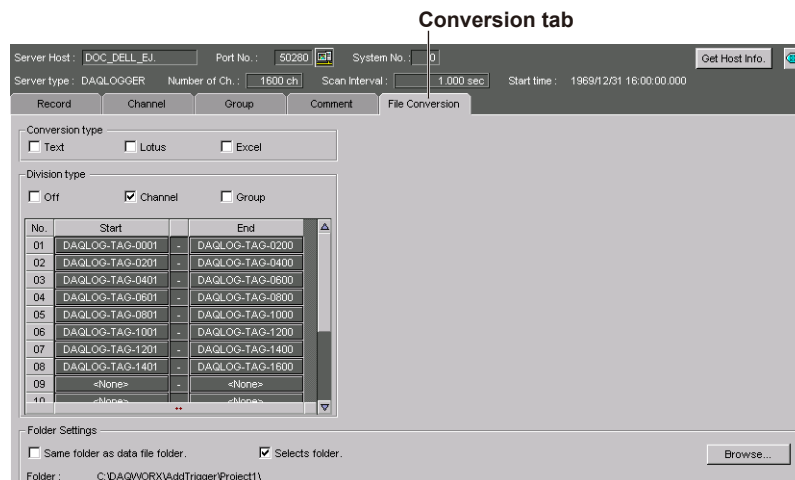 Conversion tab
Server Host : DOC_DELL_EJ. Port No. : 50280 System No. : 0 Get Host Info.
Server type : DAQLOGGER Number of Ch. : 1600 ch Scan Interval : 1.000 sec Start time : 1969/12/31 16:00:00.000
Record Channel Group Comment File Conversion
Conversion type
Text Lotus Excel
Division type
Off Channel Group
No. Start End
01 DAQLOG-TAG-0001 - DAQLOG-TAG-0200
02 DAQLOG-TAG-0201 - DAQLOG-TAG-0400
03 DAQLOG-TAG-0401 - DAQLOG-TAG-0600
04 DAQLOG-TAG-0601 - DAQLOG-TAG-0800
05 DAQLOG-TAG-0801 - DAQLOG-TAG-1000
06 DAQLOG-TAG-1001 - DAQLOG-TAG-1200
07 DAQLOG-TAG-1201 - DAQLOG-TAG-1400
08 DAQLOG-TAG-1401 - DAQLOG-TAG-1600
09 <None> - <None>
10 <None> - <None>
Folder Settings
Same folder as data file folder. Selects folder. Browse...
Folder : C:\DAQWORX\AddTrigger\Project1\